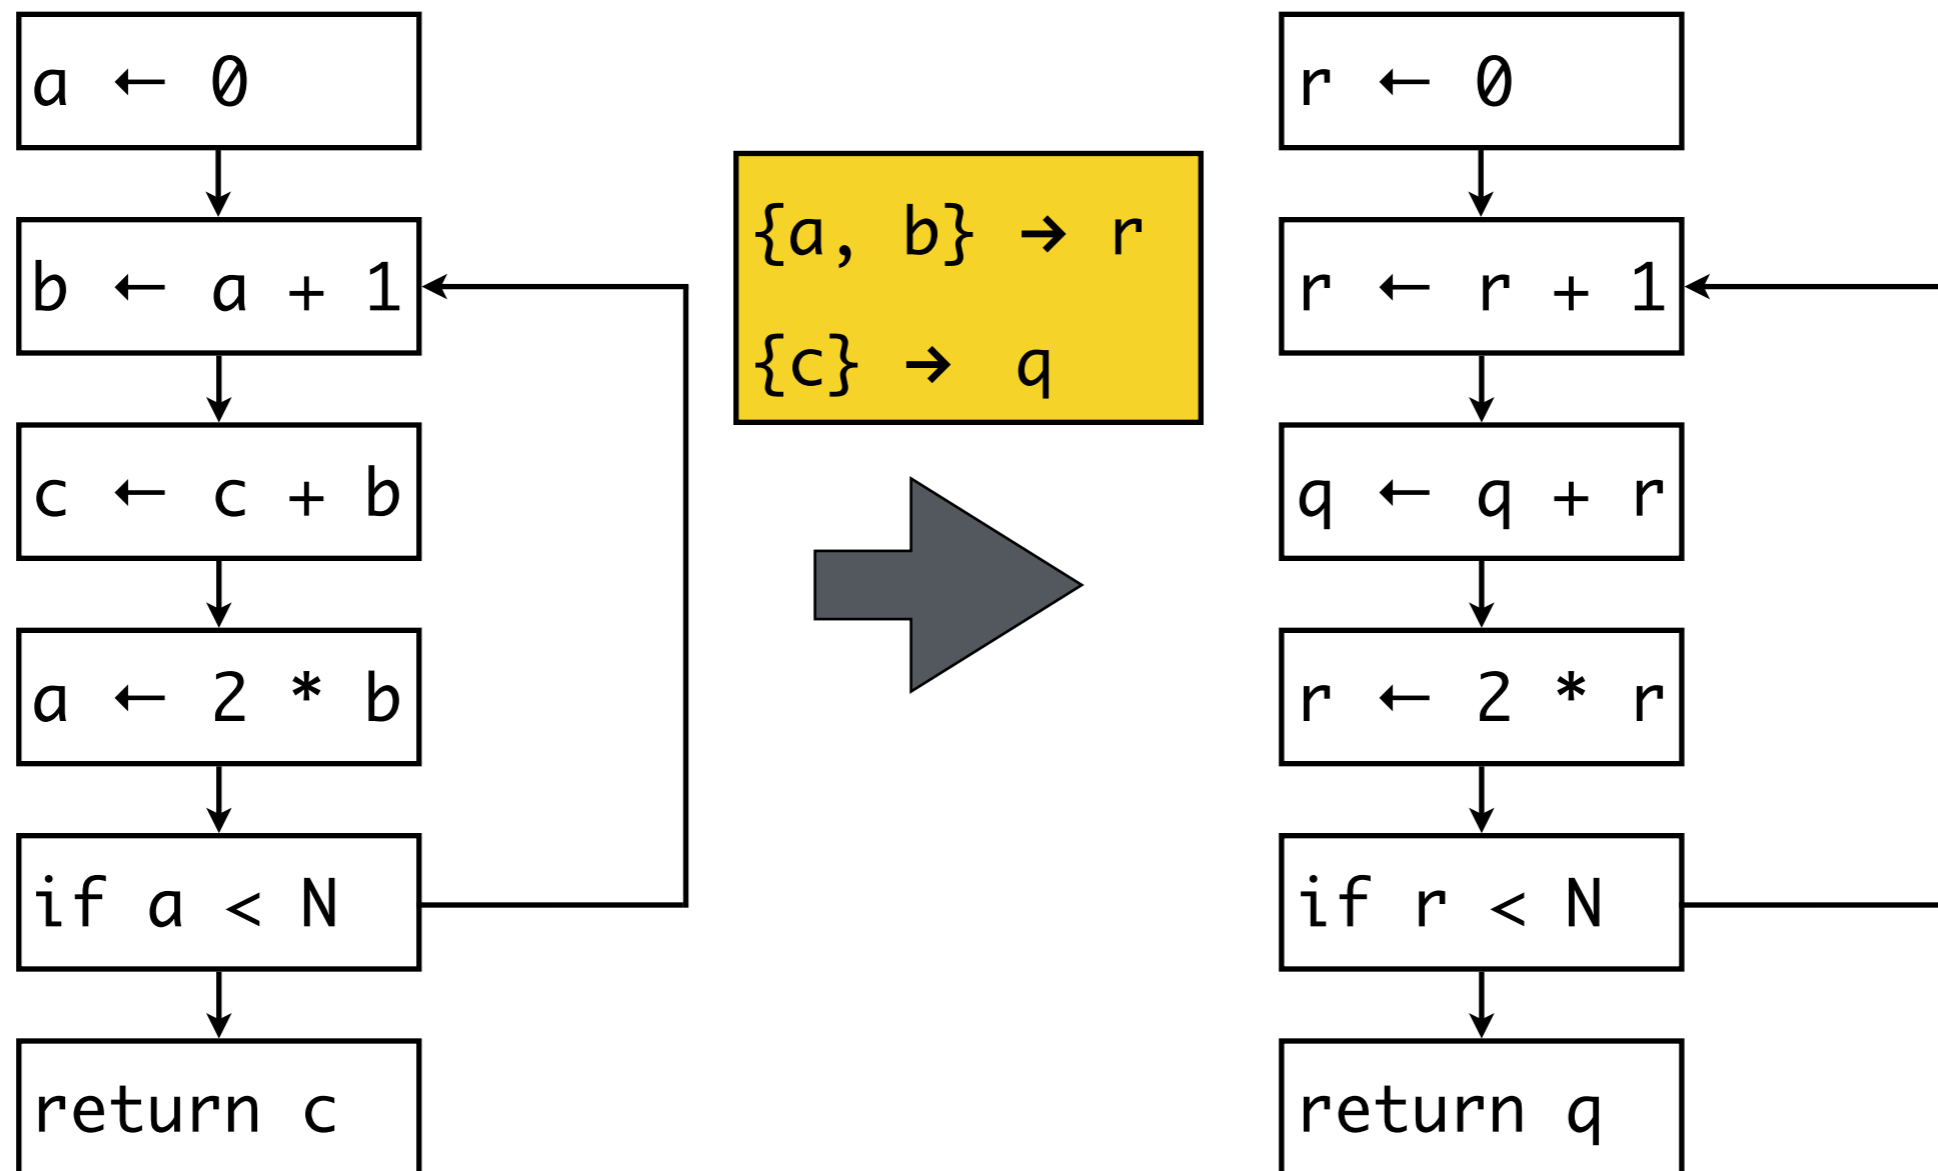 a ← 0
b ← a + 1
c ← c + b
a ← 2 * b
if a < N
return c
{a, b} → r
{c} → q
r ← 0
r ← r + 1
q ← q + r
r ← 2 * r
if r < N
return q